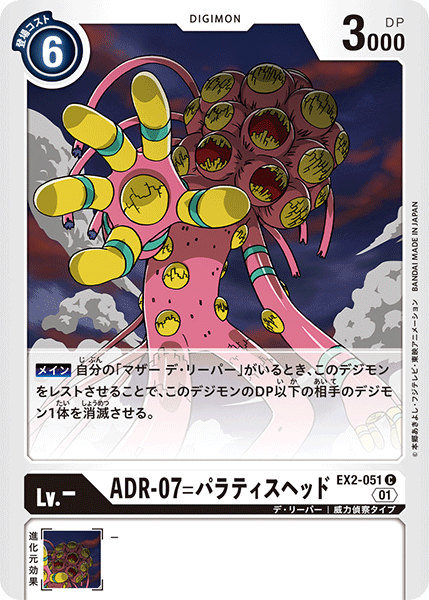 登場コスト
6
DIGIMON
DP
3000
メイン 自分の「マザー デ・リーパー」がいるとき、このデジモン
をレストさせることで、このデジモンのDP以下の相手のデジモ
ン1体を消滅させる。
© 本郷あきよし・フジテレビ・東映アニメーション BANDAI MADE IN JAPAN
Lv.−
ADR-07=パラティスヘッド
EX2-051 C
01
デ・リーパー | 威力偵察タイプ
進化元効果
−